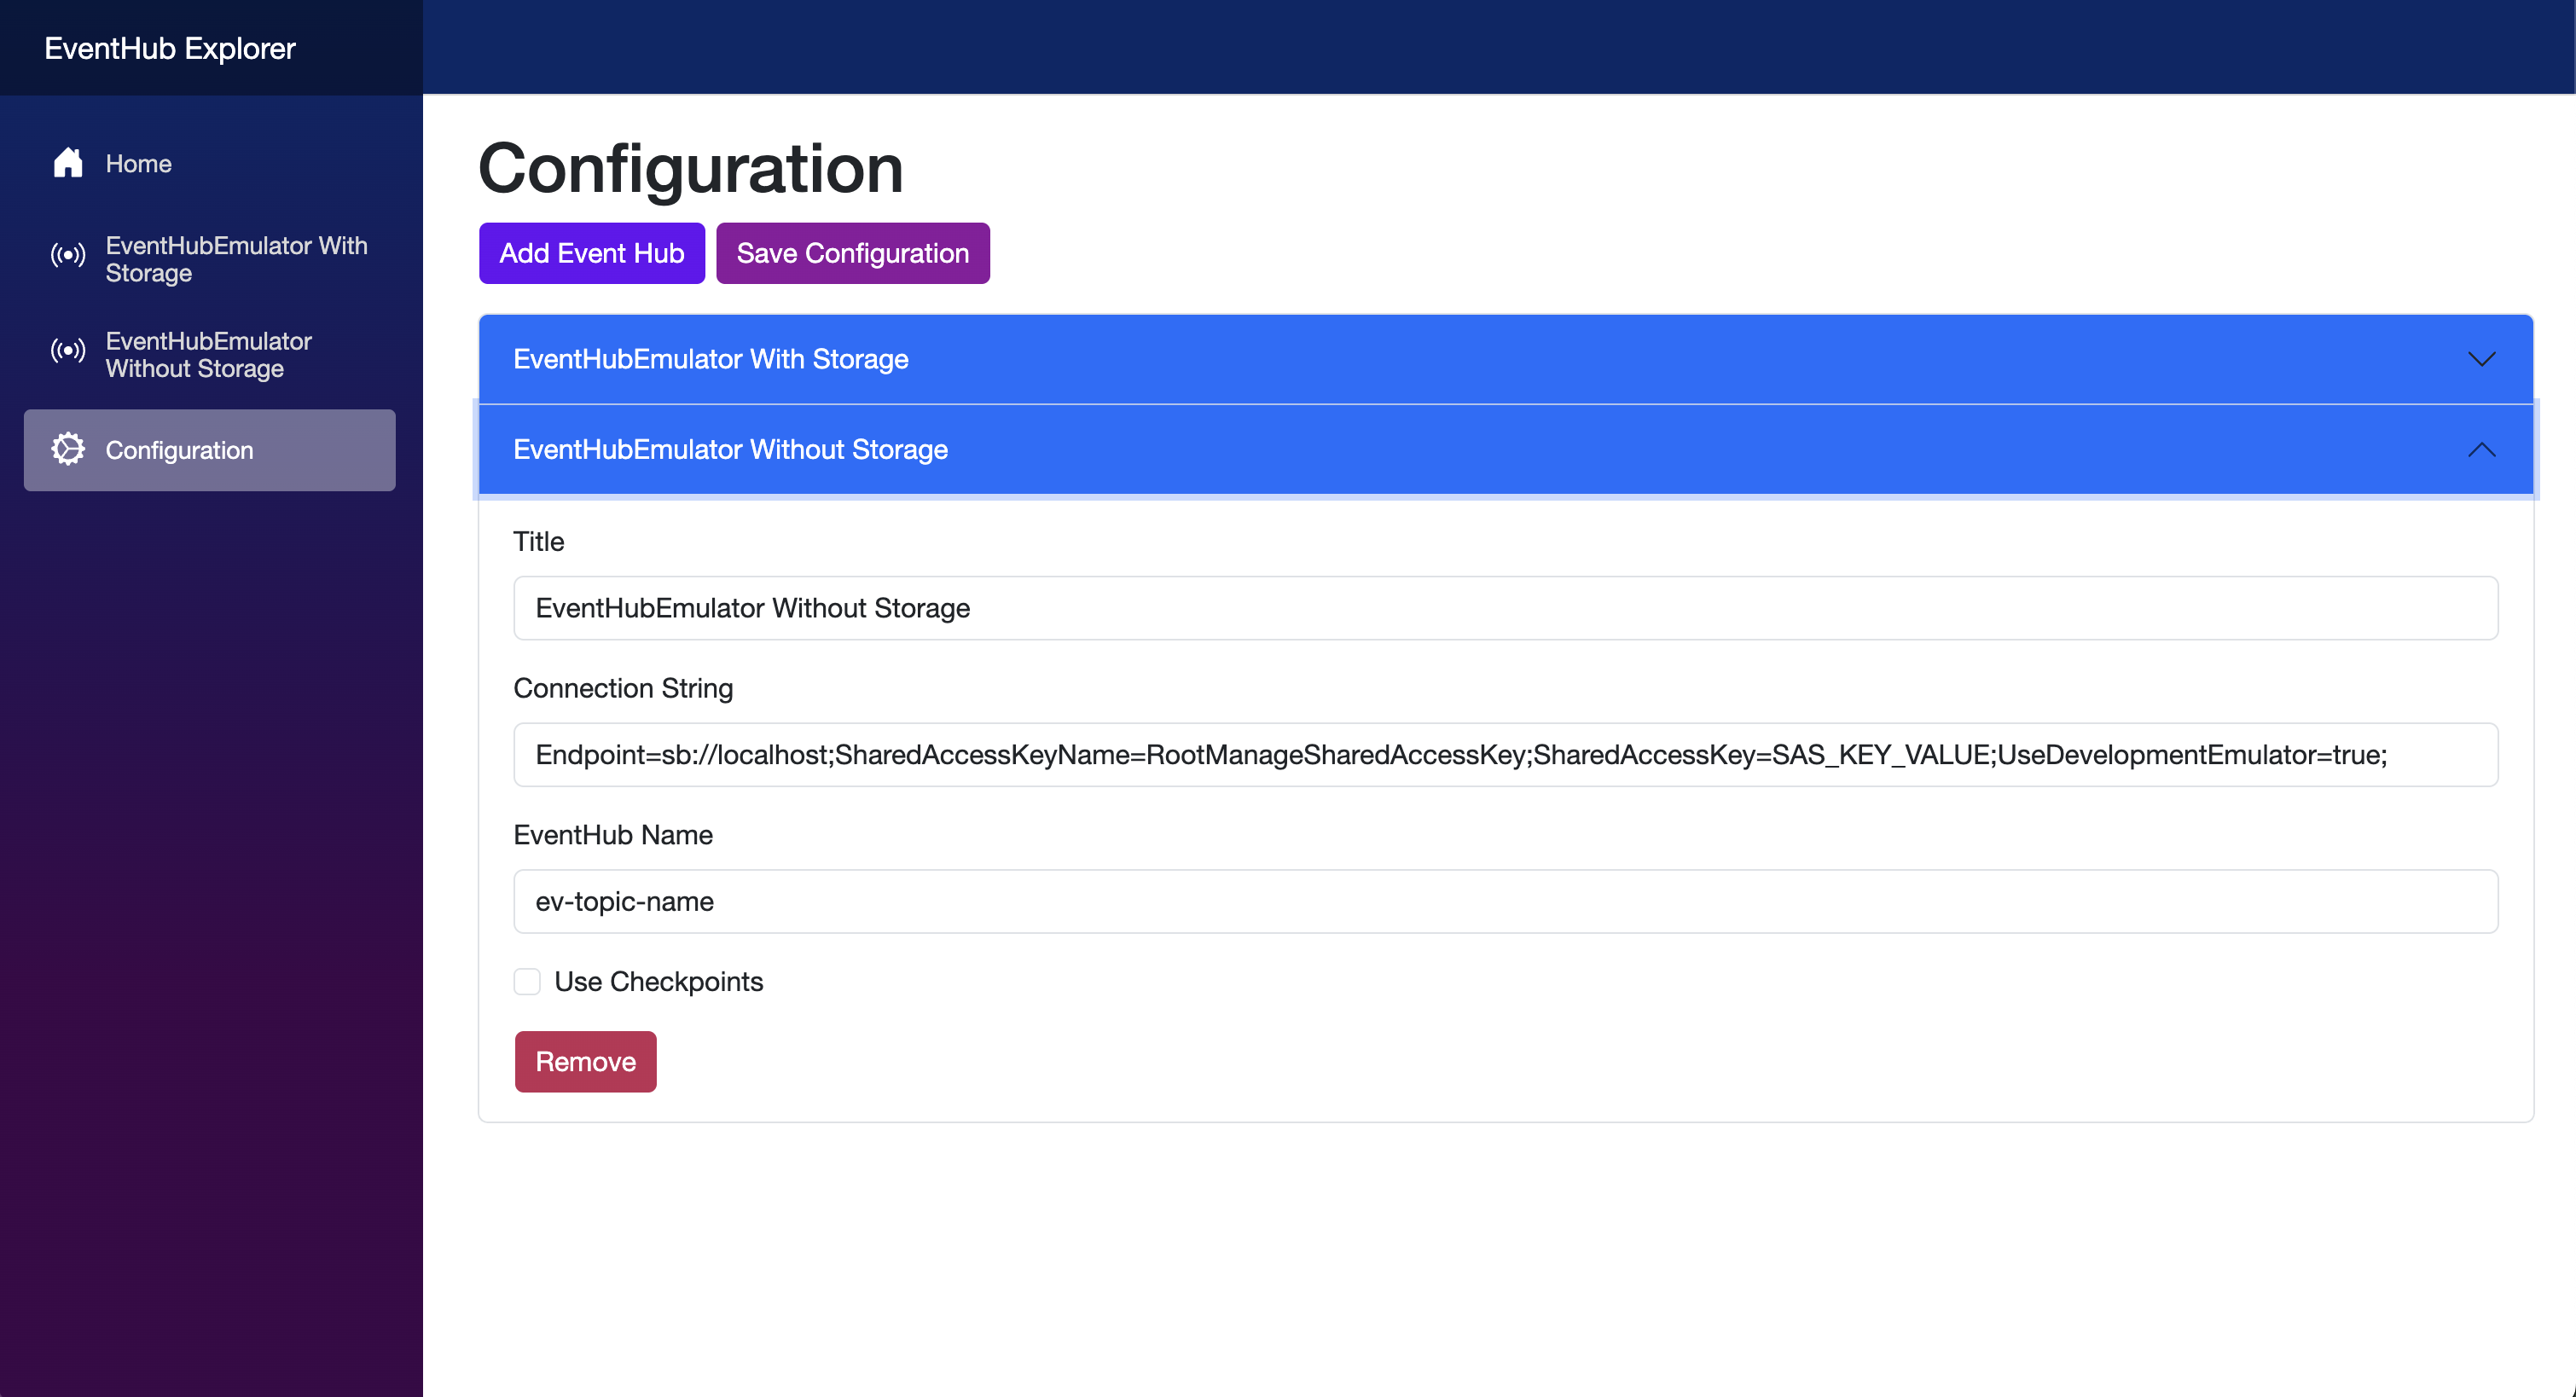 EventHub Explorer
Home
EventHubEmulator With
Storage
EventHubEmulator
Without Storage
Configuration
Configuration
Add Event Hub
Save Configuration
EventHubEmulator With Storage
EventHubEmulator Without Storage
Title
EventHubEmulator Without Storage
Connection String
Endpoint=sb://localhost;SharedAccessKeyName=RootManageSharedAccessKey;SharedAccessKey=SAS_KEY_VALUE;UseDevelopmentEmulator=true;
EventHub Name
ev-topic-name
Use Checkpoints
Remove